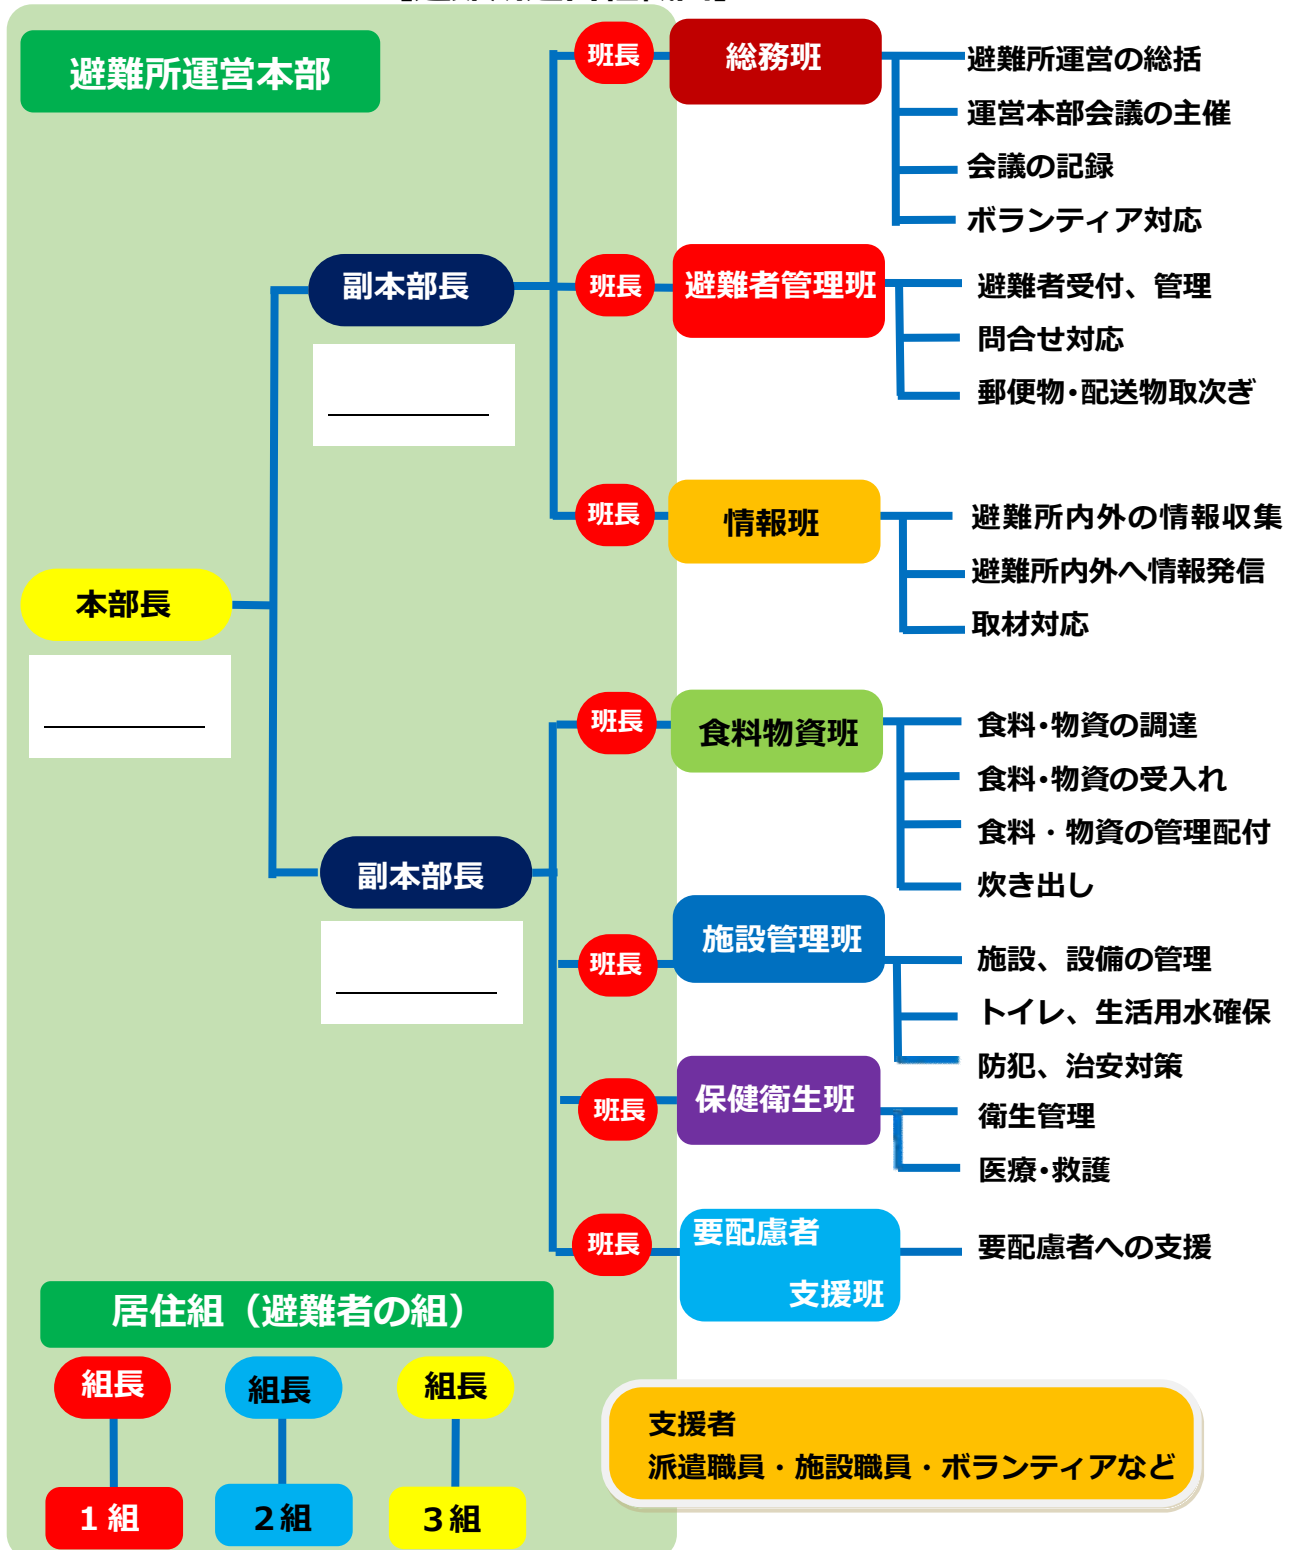 避難所運営本部
班長
総務班
避難所運営の総括
運営本部会議の主催
会議の記録
ボランティア対応
副本部長
班長
避難者管理班
避難者受付、管理
問合せ対応
郵便物・配送物取次ぎ
班長
情報班
避難所内外の情報収集
避難所内外へ情報発信
取材対応
本部長
班長
食料物資班
食料・物資の調達
食料・物資の受入れ
食料・物資の管理配付
炊き出し
副本部長
班長
施設管理班
施設、設備の管理
トイレ、生活用水確保
防犯、治安対策
班長
保健衛生班
衛生管理
医療・救護
班長
要配慮者
支援班
要配慮者への支援
居住組（避難者の組）
組長
組長
組長
1組
2組
3組
支援者
派遣職員・施設職員・ボランティアなど